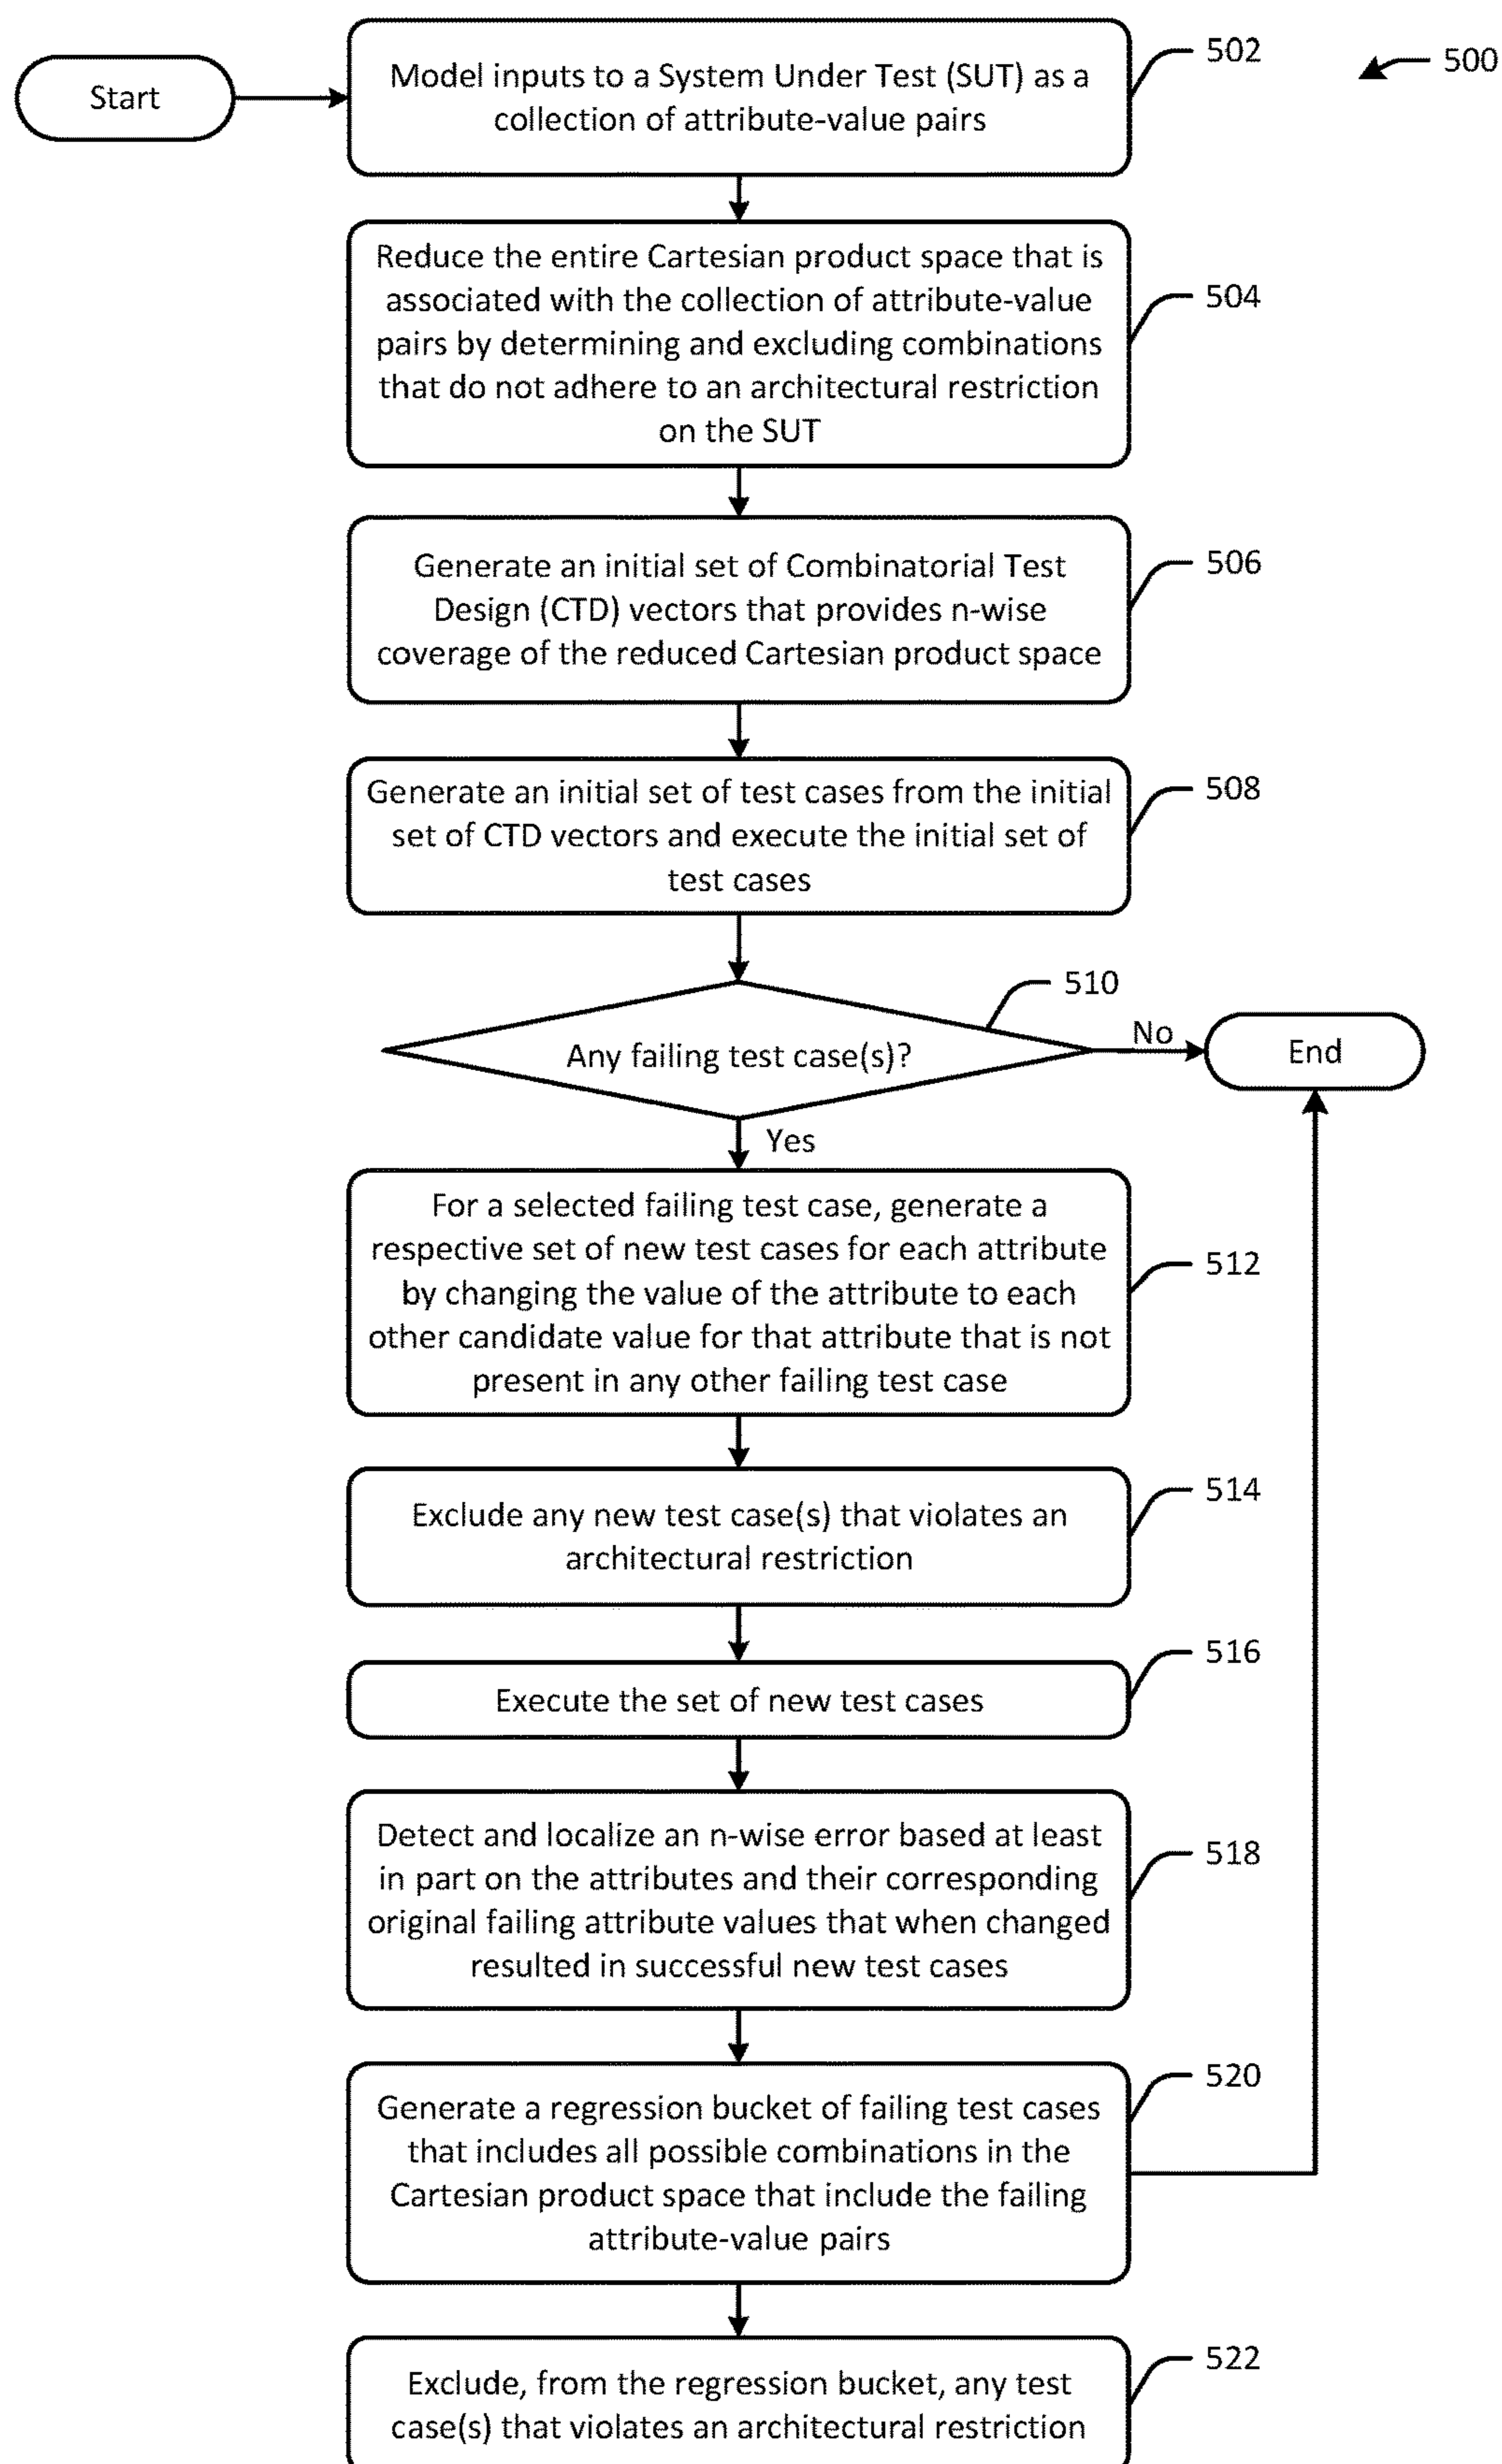 500
Start
Model inputs to a System Under Test (SUT) as a
collection of attribute-value pairs
502
Reduce the entire Cartesian product space that is
associated with the collection of attribute-value
pairs by determining and excluding combinations
that do not adhere to an architectural restriction
on the SUT
504
Generate an initial set of Combinatorial Test
Design (CTD) vectors that provides n-wise
coverage of the reduced Cartesian product space
506
Generate an initial set of test cases from the initial
set of CTD vectors and execute the initial set of
test cases
508
Any failing test case(s)?
510
No
End
Yes
For a selected failing test case, generate a
respective set of new test cases for each attribute
by changing the value of the attribute to each
other candidate value for that attribute that is not
present in any other failing test case
512
Exclude any new test case(s) that violates an
architectural restriction
514
Execute the set of new test cases
516
Detect and localize an n-wise error based at least
in part on the attributes and their corresponding
original failing attribute values that when changed
resulted in successful new test cases
518
Generate a regression bucket of failing test cases
that includes all possible combinations in the
Cartesian product space that include the failing
attribute-value pairs
520
Exclude, from the regression bucket, any test
case(s) that violates an architectural restriction
522